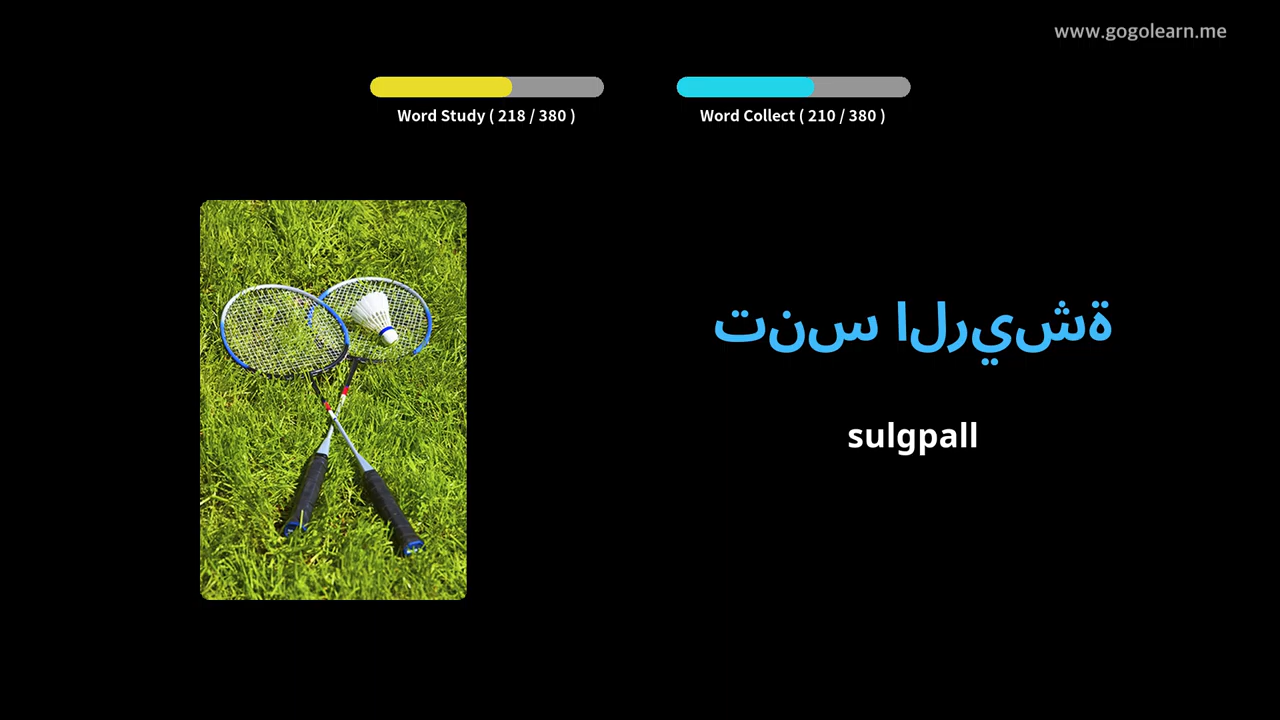 www.gogolearn.me
Word Study ( 218 / 380 )
Word Collect ( 210 / 380 )
تنس الريشة
sulgpall